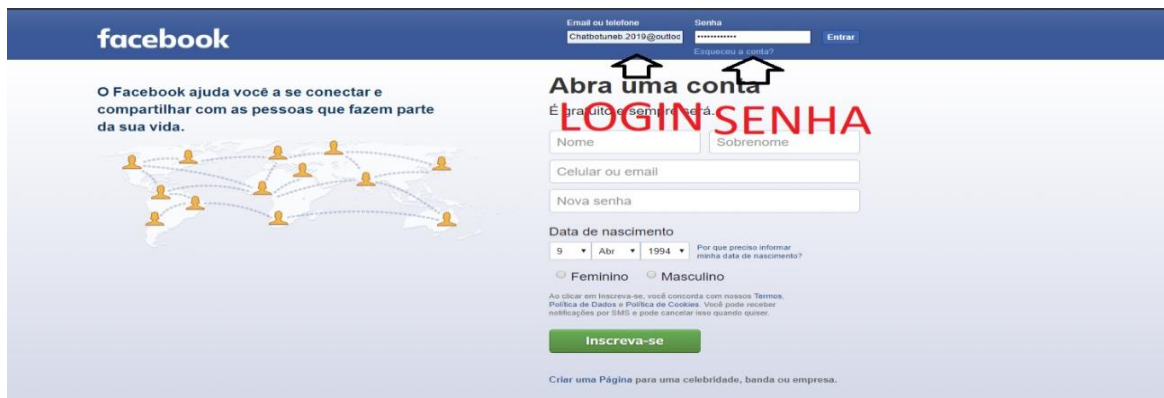 facebook
Email ou telefone
Senha
Chatbotuneb.2019@outloo
••••••••••••
Entrar
Esqueceu a conta?
O Facebook ajuda você a se conectar e
compartilhar com as pessoas que fazem parte
da sua vida.
Abra uma conta
É gratuito e sempre será.
LOGIN
SENHA
Nome
Sobrenome
Celular ou email
Nova senha
Data de nascimento
9 Abr 1994
Por que preciso informar
minha data de nascimento?
Feminino Masculino
Ao clicar em Inscreva-se, você concorda com nossos Termos,
Política de Dados e Política de Cookies. Você pode receber
notificações por SMS e pode cancelar isso quando quiser.
Inscreva-se
Criar uma Página para uma celebridade, banda ou empresa.